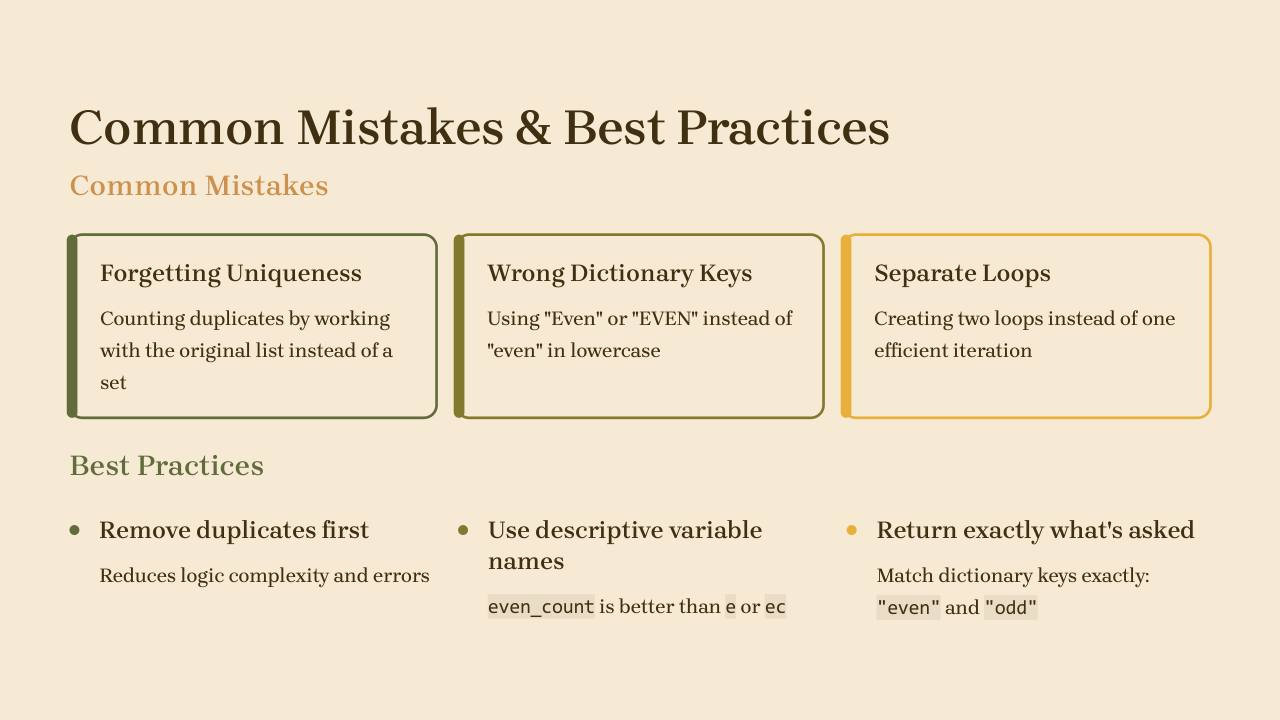 Common Mistakes & Best Practices
Common Mistakes
Forgetting Uniqueness
Counting duplicates by working
with the original list instead of a
set
Wrong Dictionary Keys
Using "Even" or "EVEN" instead of
"even" in lowercase
Separate Loops
Creating two loops instead of one
efficient iteration
Best Practices
Remove duplicates first
Reduces logic complexity and errors
Use descriptive variable
names
even_count is better than e or ec
Return exactly what's asked
Match dictionary keys exactly:
"even" and "odd"